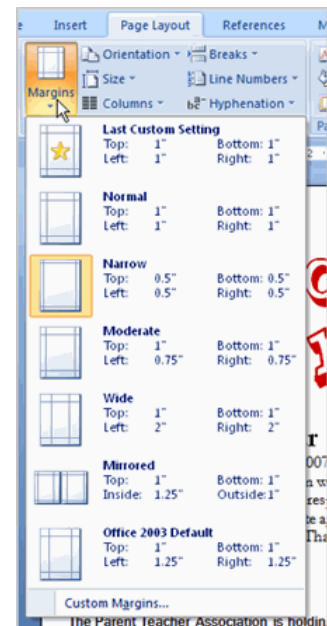 Insert Page Layout References
Orientation Breaks
Margins Size Line Numbers
Columns Hyphenation
Last Custom Setting
Top: 1" Bottom: 1"
Left: 1" Right: 1"
Normal
Top: 1" Bottom: 1"
Left: 1" Right: 1"
Narrow
Top: 0.5" Bottom: 0.5"
Left: 0.5" Right: 0.5"
Moderate
Top: 1" Bottom: 1"
Left: 0.75" Right: 0.75"
Wide
Top: 1" Bottom: 1"
Left: 2" Right: 2"
Mirrored
Top: 1" Bottom: 1"
Inside: 1.25" Outside: 1"
Office 2003 Default
Top: 1" Bottom: 1"
Left: 1.25" Right: 1.25"
Custom Margins...
The Parent Teacher Association is holdin